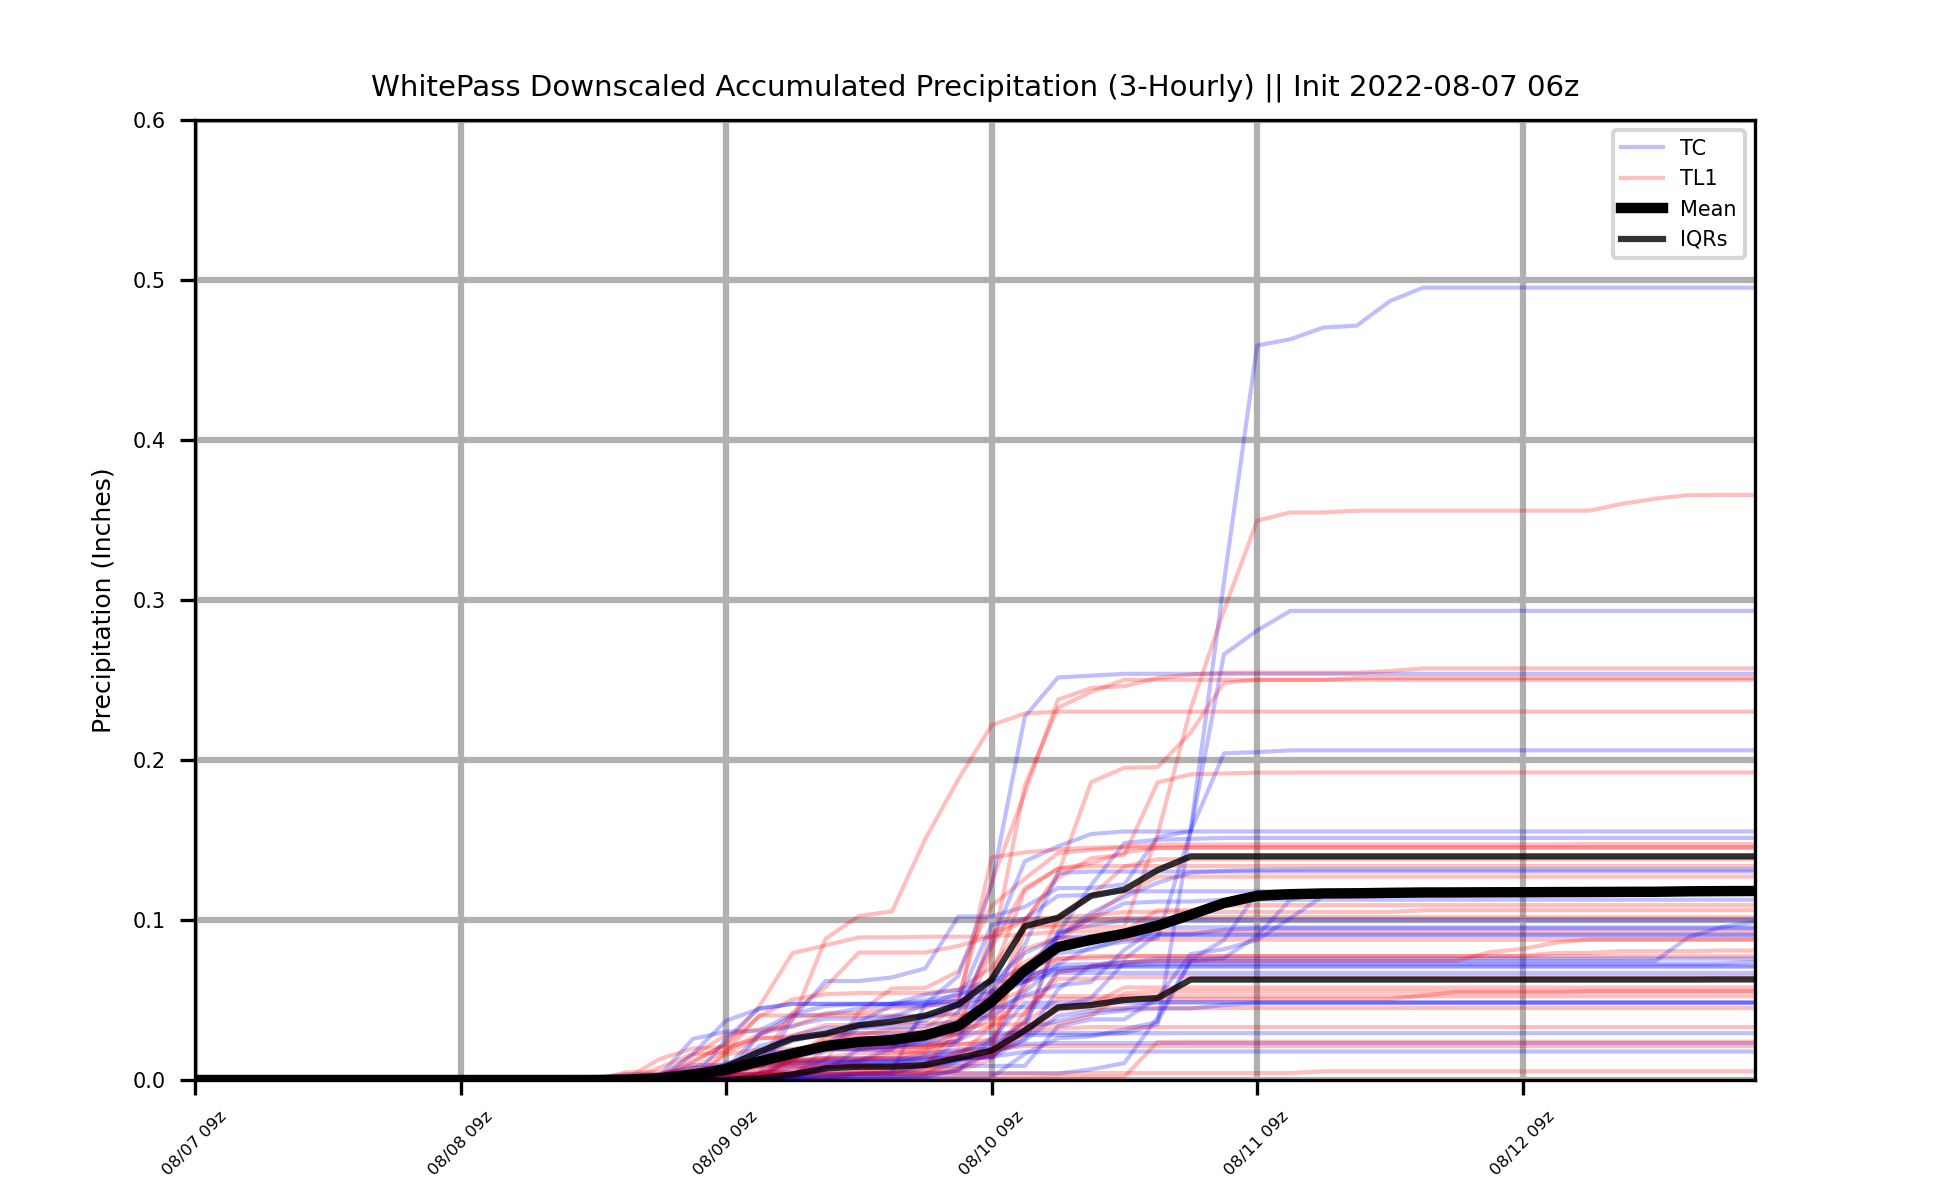 WhitePass Downscaled Accumulated Precipitation (3-Hourly) || Init 2022-08-07 06z
Precipitation (Inches)
0.6
0.5
0.4
0.3
0.2
0.1
0.0
TC
TL1
Mean
IQRs
08/07 09z
08/08 09z
08/09 09z
08/10 09z
08/11 09z
08/12 09z